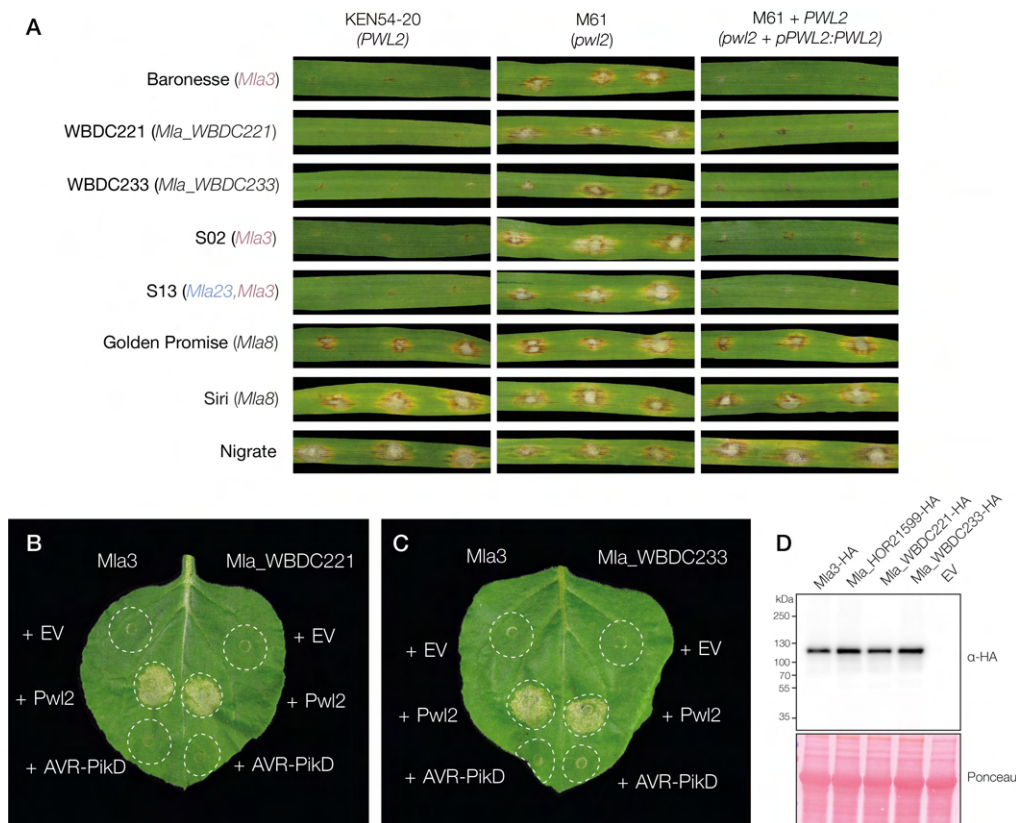 A
KEN54-20
(PWL2)
M61
(pwl2)
M61 + PWL2
(pwl2 + pPWL2:PWL2)
Baronesse (Mla3)
WBDC221 (Mla_WBDC221)
WBDC233 (Mla_WBDC233)
S02 (Mla3)
S13 (Mla23,Mla3)
Golden Promise (Mla8)
Siri (Mla8)
Nigrate
B
Mla3
Mla_WBDC221
+ EV
+ EV
+ Pwl2
+ Pwl2
+ AVR-PikD
+ AVR-PikD
C
Mla3
Mla_WBDC233
+ EV
+ EV
+ Pwl2
+ Pwl2
+ AVR-PikD
+ AVR-PikD
D
Mla3-HA
Mla_HOR21599-HA
Mla_WBDC221-HA
Mla_WBDC233-HA
EV
kDa
250
130
100
70
55
35
α-HA
Ponceau